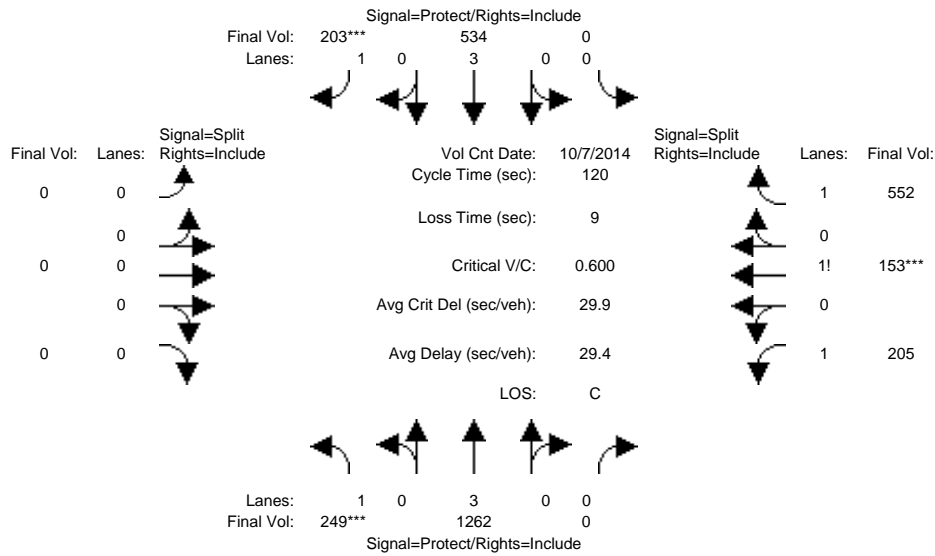 Signal=Protect/Rights=Include
Final Vol: 203*** 534 0
Lanes: 1 0 3 0 0
Signal=Split
Final Vol: Lanes: Rights=Include
Vol Cnt Date: 10/7/2014
Signal=Split
Rights=Include Lanes: Final Vol:
Cycle Time (sec): 120
0 0
1 552
Loss Time (sec): 9
0
0
0 0
Critical V/C: 0.600
1! 153***
0
Avg Crit Del (sec/veh): 29.9
0
0 0
Avg Delay (sec/veh): 29.4
1 205
LOS: C
Lanes: 1 0 3 0 0
Final Vol: 249*** 1262 0
Signal=Protect/Rights=Include